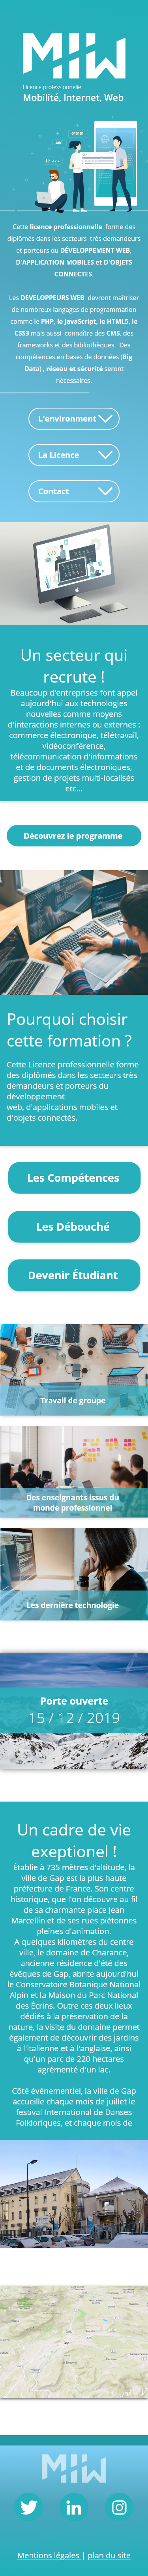 MIW
Licence professionnelle
Mobilité, Internet, Web
Cette licence professionnelle forme des
diplômés dans les secteurs très demandeurs
et porteurs du DÉVELOPPEMENT WEB,
D'APPLICATION MOBILES et D'OBJETS
CONNECTES.
Les DEVELOPPEURS WEB devront maîtriser
de nombreux langages de programmation
comme le PHP, le JavaScript, le HTML5, le
CSS3 mais aussi connaître des CMS, des
frameworks et des bibliothèques. Des
compétences en bases de données (Big
Data) , réseau et sécurité seront
nécessaires.
L'environment
La Licence
Contact
Un secteur qui
recrute !
Beaucoup d'entreprises font appel
aujourd'hui aux technologies
nouvelles comme moyens
d'interactions internes ou externes :
commerce électronique, télétravail,
vidéoconférence,
télécommunication d'informations
et de documents électroniques,
gestion de projets multi-localisés
etc...
Découvrez le programme
Pourquoi choisir
cette formation ?
Cette Licence professionnelle forme
des diplômés dans les secteurs très
demandeurs et porteurs du
développement
web, d'applications mobiles et
d'objets connectés.
Les Compétences
Les Débouché
Devenir Étudiant
Travail de groupe
Des enseignants issus du
monde professionnel
Les dernière technologie
Porte ouverte
15 / 12 / 2019
Un cadre de vie
exeptionel !
Établie à 735 mètres d'altitude, la
ville de Gap est la plus haute
préfecture de France. Son centre
historique, que l'on découvre au fil
de sa charmante place Jean
Marcellin et de ses rues piétonnes
pleines d'animation.
A quelques kilomètres du centre
ville, le domaine de Charance,
ancienne résidence d'été des
évêques de Gap, abrite aujourd'hui
le Conservatoire Botanique National
Alpin et la Maison du Parc National
des Écrins. Outre ces deux lieux
dédiés à la préservation de la
nature, la visite du domaine permet
également de découvrir des jardins
à l'italienne et à l'anglaise, ainsi
qu'un parc de 220 hectares
agrémenté d'un lac.
Côté événementiel, la ville de Gap
accueille chaque mois de juillet le
festival International de Danses
Folkloriques, et chaque mois de
Gap
MIW
Mentions légales | plan du site